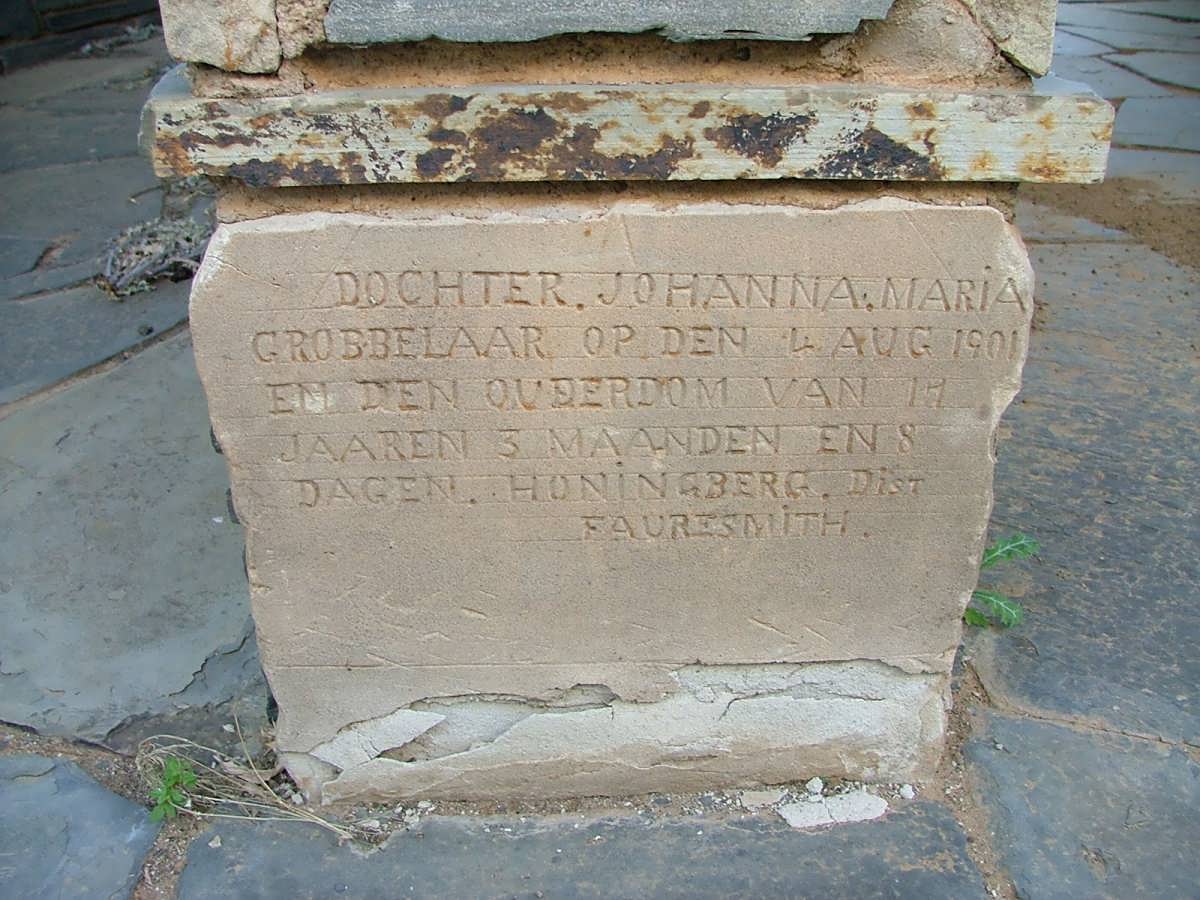 DOCHTER. JOHANNA. MARIA
GROBBELAAR OP DEN 4 AUG 1901
EN DEN OUDERDOM VAN
JAAREN 3 MAANDEN EN 8
DAGEN. HONINGBERG. Dist
FAURESMITH.